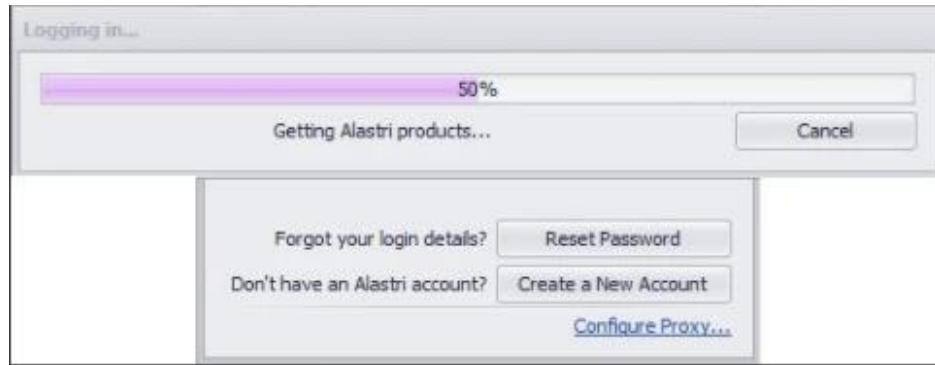 Logging in...
50%
Getting Alastri products...
Cancel
Forgot your login details? Reset Password
Don't have an Alastri account? Create a New Account
Configure Proxy...